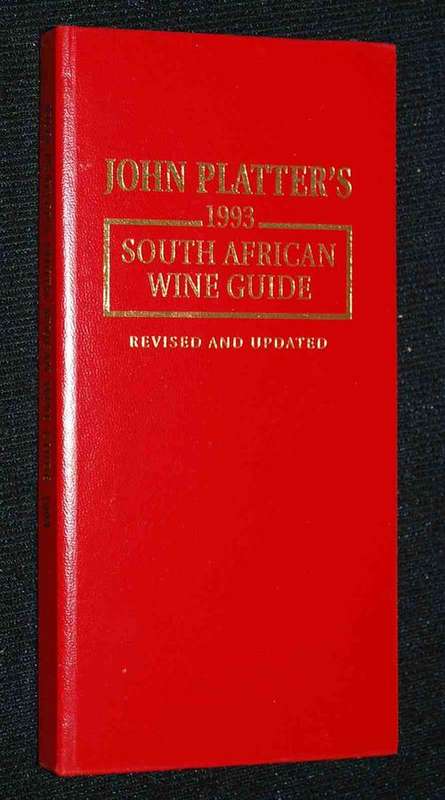 JOHN PLATTER'S
1993
SOUTH AFRICAN
WINE GUIDE
REVISED AND UPDATED